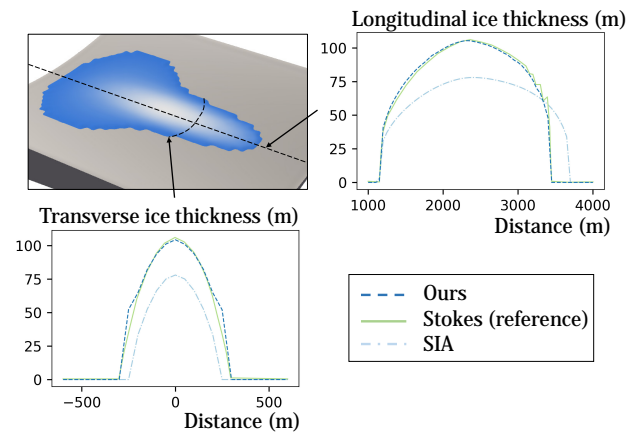 Longitudinal ice thickness (m)
100
75
50
25
0
1000 2000 3000 4000
Distance (m)
Transverse ice thickness (m)
100
75
50
25
0
−500 0 500
Distance (m)
Ours
Stokes (reference)
SIA